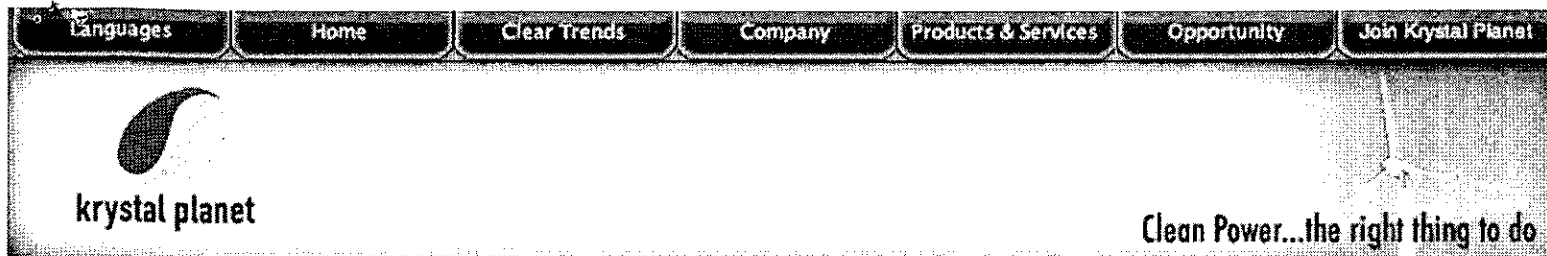 Languages Home Clear Trends Company Products & Services Opportunity Join Krystal Planet
krystal planet
Clean Power...the right thing to do